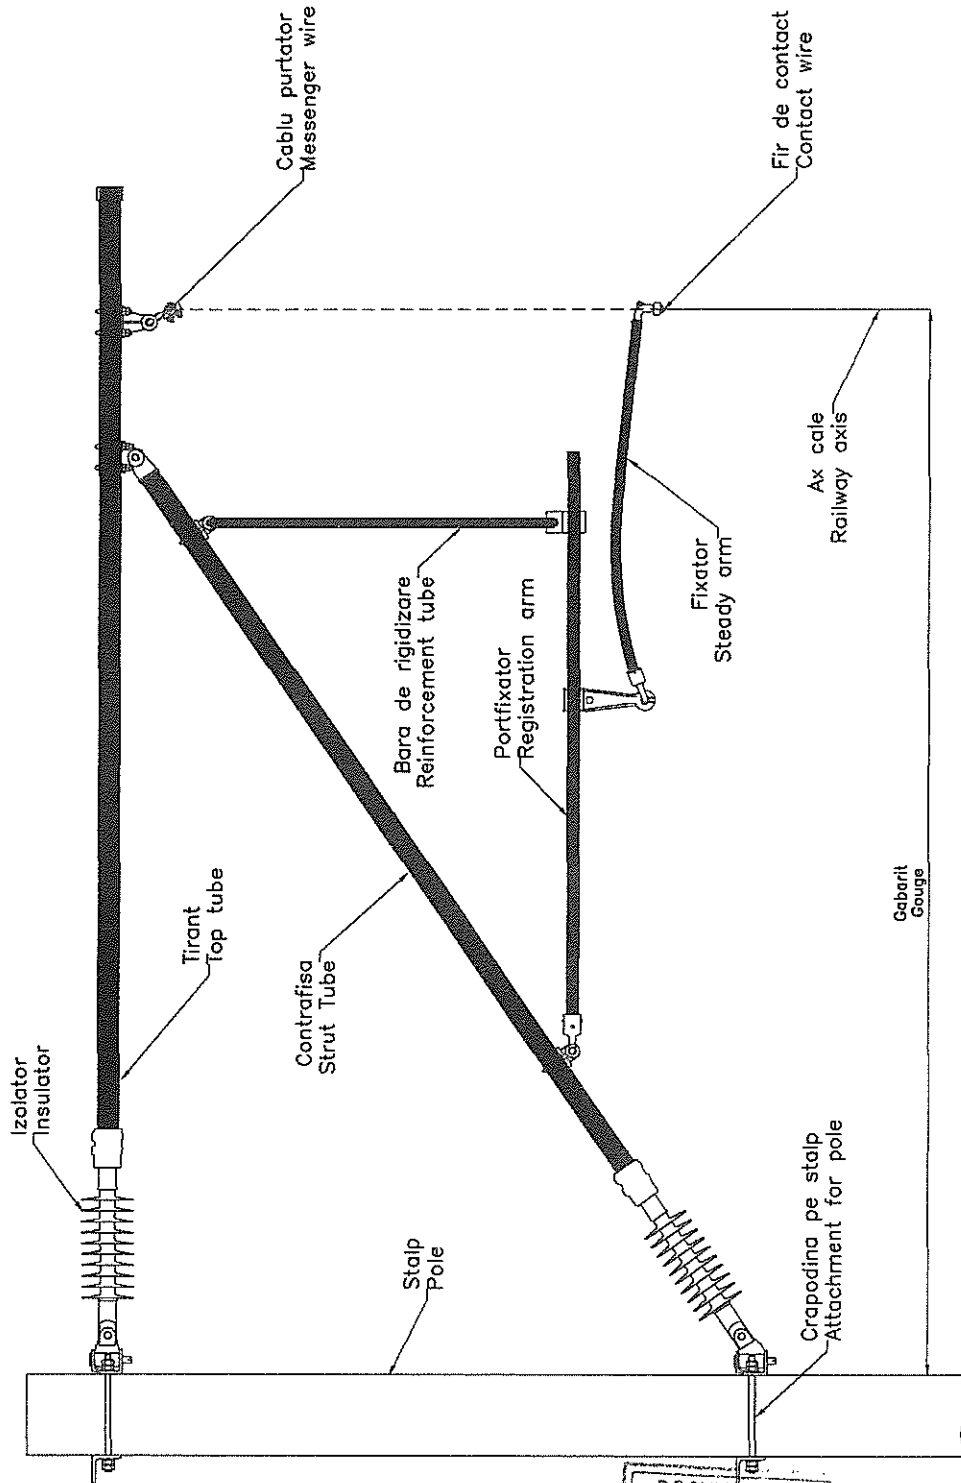 Izolator
Insulator
Tirant
Top tube
Cablu purtator
Messenger wire
Contrafisa
Strut Tube
Bara de rigidizare
Reinforcement tube
Portfixator
Registration arm
Fixator
Steady arm
Fir de contact
Contact wire
Ax cale
Railway axis
Stalp
Pole
Crapodina pe stalp
Attachment for pole
Gabarit
Gauge